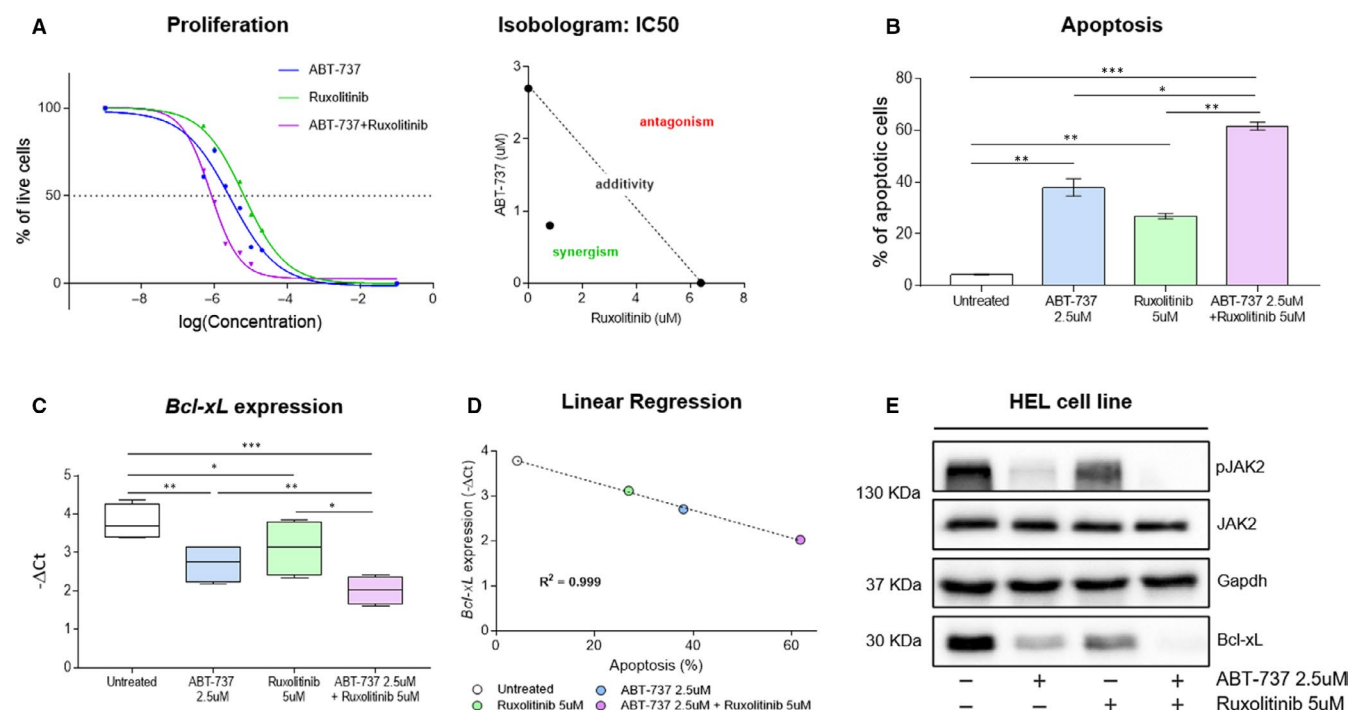 A
Proliferation
ABT-737
Ruxolitinib
ABT-737+Ruxolitinib
% of live cells
100
50
0
−8
−6
−4
−2
0
log(Concentration)
Isobologram: IC50
ABT-737 (uM)
3
2
1
0
antagonism
additivity
synergism
0
2
4
6
8
Ruxolitinib (uM)
B
Apoptosis
% of apoptotic cells
80
60
40
20
0
***
*
**
**
**
Untreated
ABT-737
2.5uM
Ruxolitinib
5uM
ABT-737 2.5uM
+Ruxolitinib 5uM
C
Bcl-xL expression
-ΔCt
5
4
3
2
1
0
***
*
**
**
*
Untreated
ABT-737
2.5uM
Ruxolitinib
5uM
ABT-737 2.5uM
+ Ruxolitinib 5uM
D
Linear Regression
Bcl-xL expression (-ΔCt)
4
3
2
1
0
R² = 0.999
0
20
40
60
Apoptosis (%)
Untreated
ABT-737 2.5uM
Ruxolitinib 5uM
ABT-737 2.5uM + Ruxolitinib 5uM
E
HEL cell line
pJAK2
130 KDa
JAK2
37 KDa
Gapdh
30 KDa
Bcl-xL
− + − + ABT-737 2.5uM
− − + + Ruxolitinib 5uM